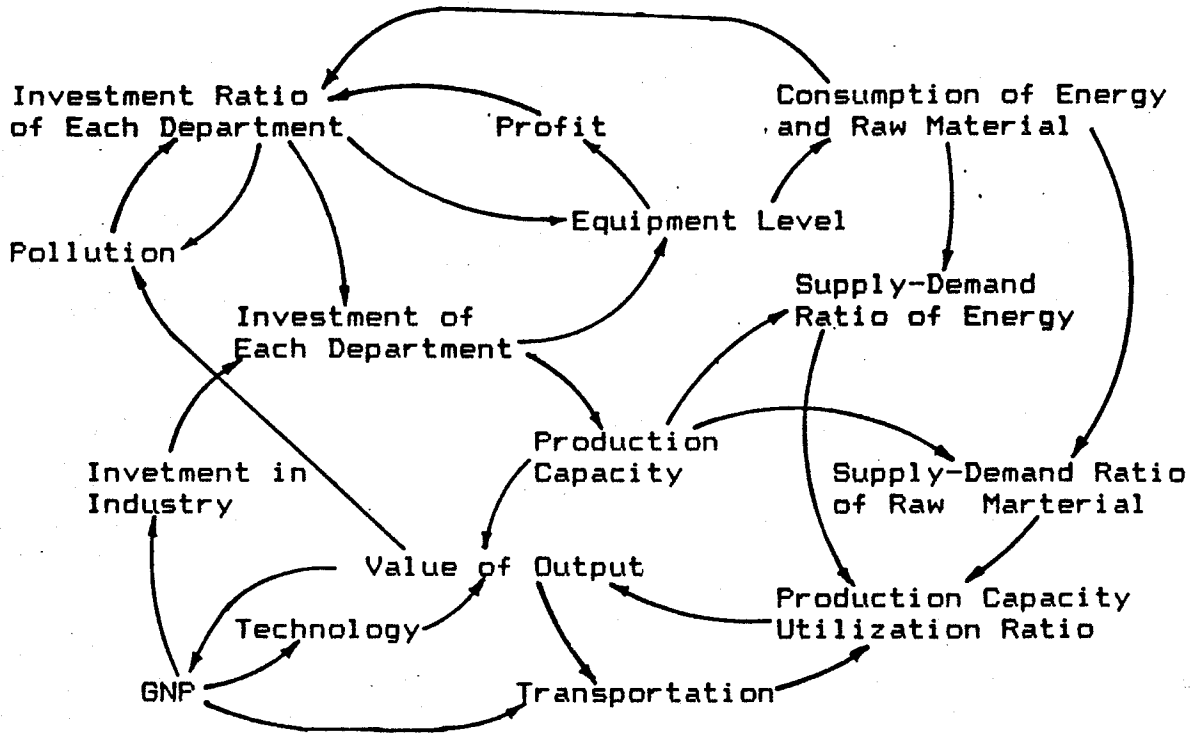 Investment Ratio
of Each Department
Profit
Consumption of Energy
and Raw Material
Equipment Level
Pollution
Supply-Demand
Ratio of Energy
Investment of
Each Department
Production
Capacity
Invetment in
Industry
Supply-Demand Ratio
of Raw Marterial
Value of Output
Production Capacity
Utilization Ratio
Technology
GNP
Transportation